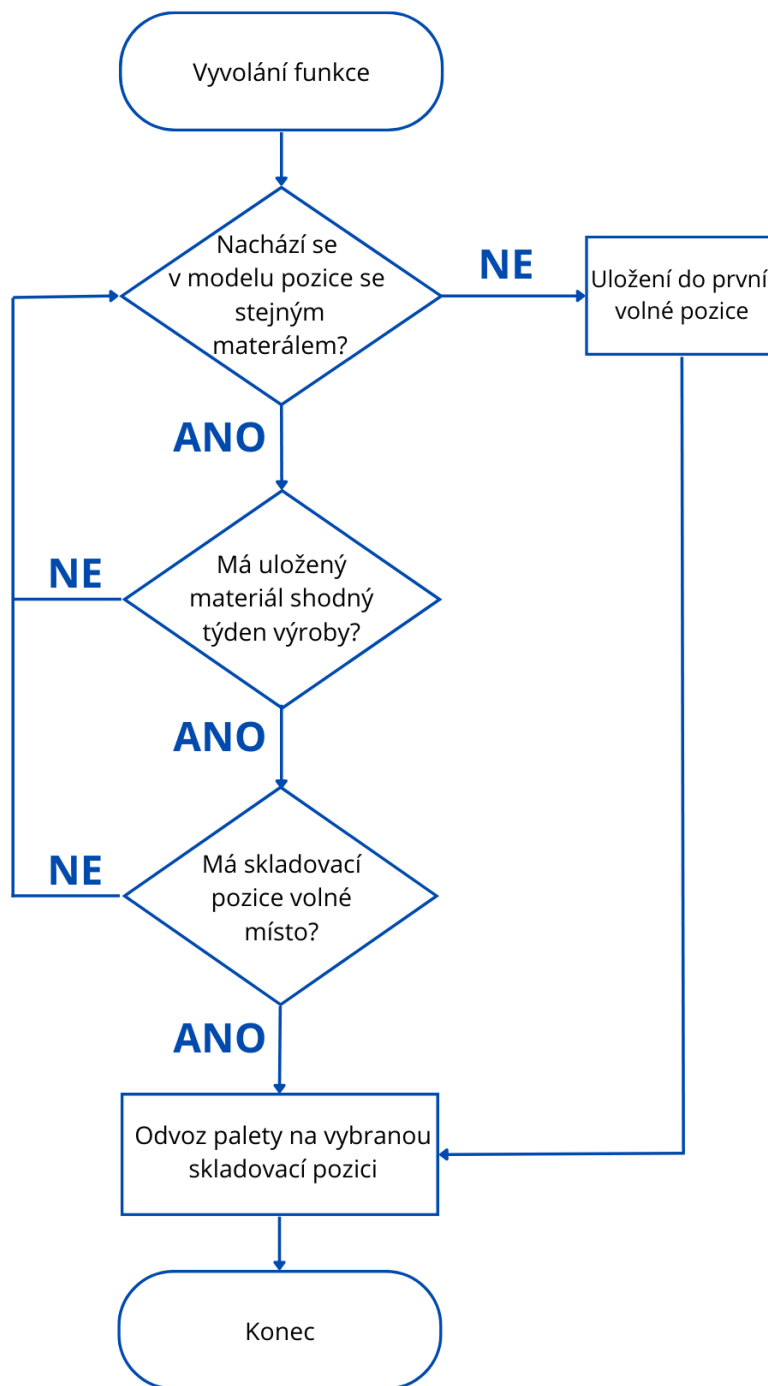 Vyvolání funkce
Nachází se
v modelu pozice se
stejným
materálem?
NE
Uložení do první
volné pozice
ANO
Má uložený
materiál shodný
týden výroby?
NE
ANO
Má skladovací
pozice volné
místo?
NE
ANO
Odvoz palety na vybranou
skladovací pozici
Konec